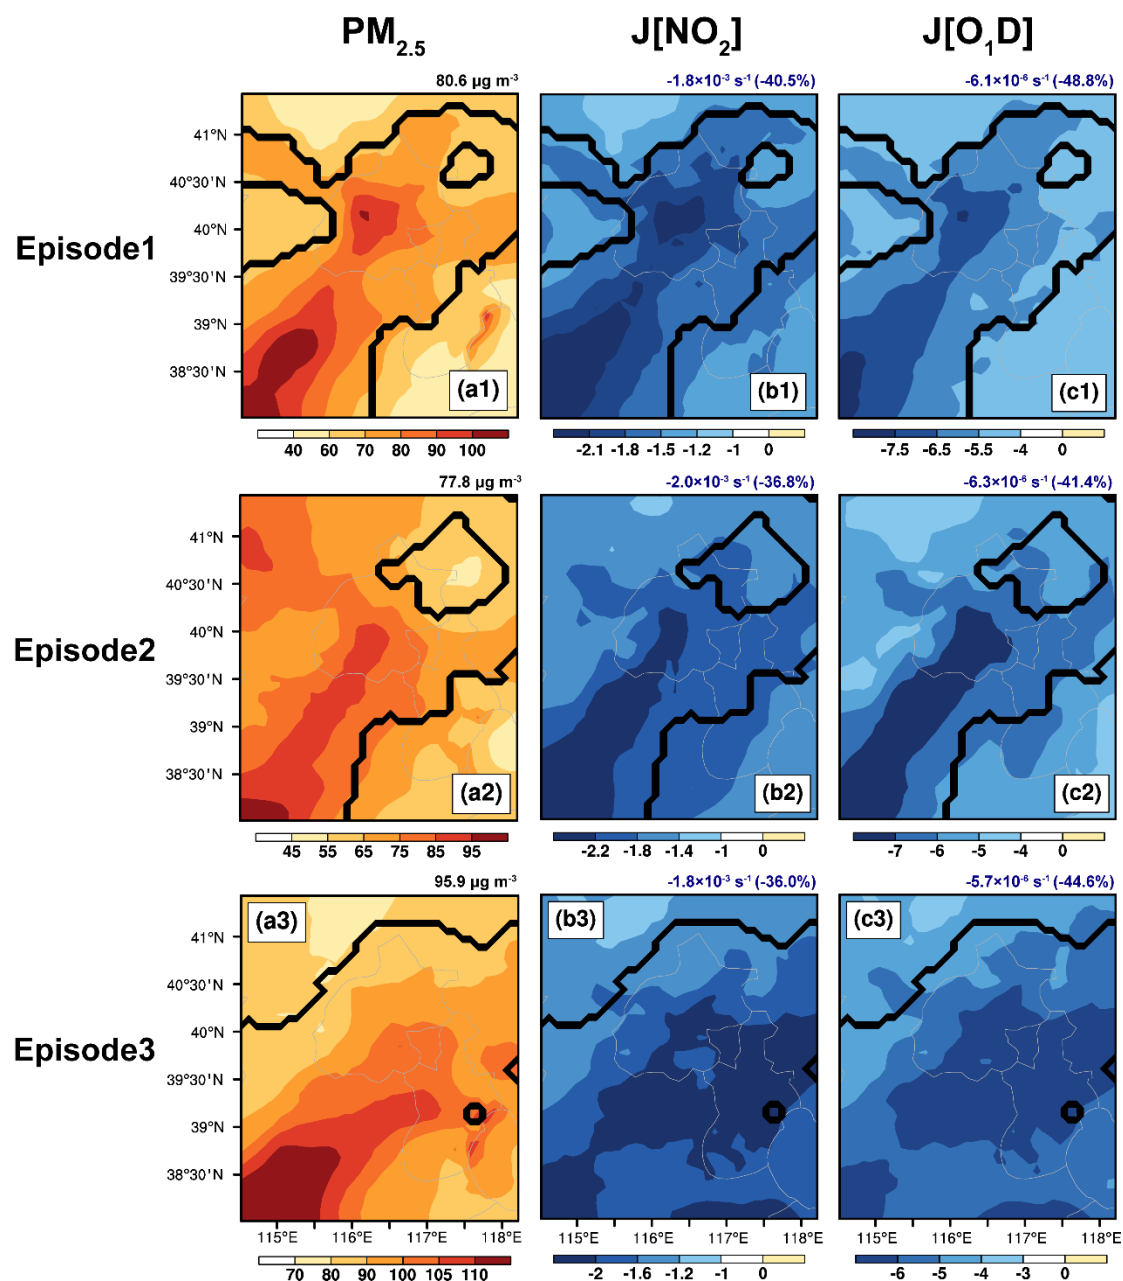 PM2.5 J[NO2] J[O1D]
80.6 μg m-3 -1.8×10-3 s-1 (-40.5%) -6.1×10-6 s-1 (-48.8%)
Episode1
41°N
40°30'N
40°N
39°30'N
39°N
38°30'N
(a1) (b1) (c1)
40 60 70 80 90 100 -2.1 -1.8 -1.5 -1.2 -1 0 -7.5 -6.5 -5.5 -4 0
77.8 μg m-3 -2.0×10-3 s-1 (-36.8%) -6.3×10-6 s-1 (-41.4%)
Episode2
41°N
40°30'N
40°N
39°30'N
39°N
38°30'N
(a2) (b2) (c2)
45 55 65 75 85 95 -2.2 -1.8 -1.4 -1 0 -7 -6 -5 -4 0
95.9 μg m-3 -1.8×10-3 s-1 (-36.0%) -5.7×10-6 s-1 (-44.6%)
(a3) (b3) (c3)
Episode3
41°N
40°30'N
40°N
39°30'N
39°N
38°30'N
115°E 116°E 117°E 118°E 115°E 116°E 117°E 118°E 115°E 116°E 117°E 118°E
70 90 100 105 110 -2 -1.6 -1.2 -1 0 -6 -5 -4 -3 0